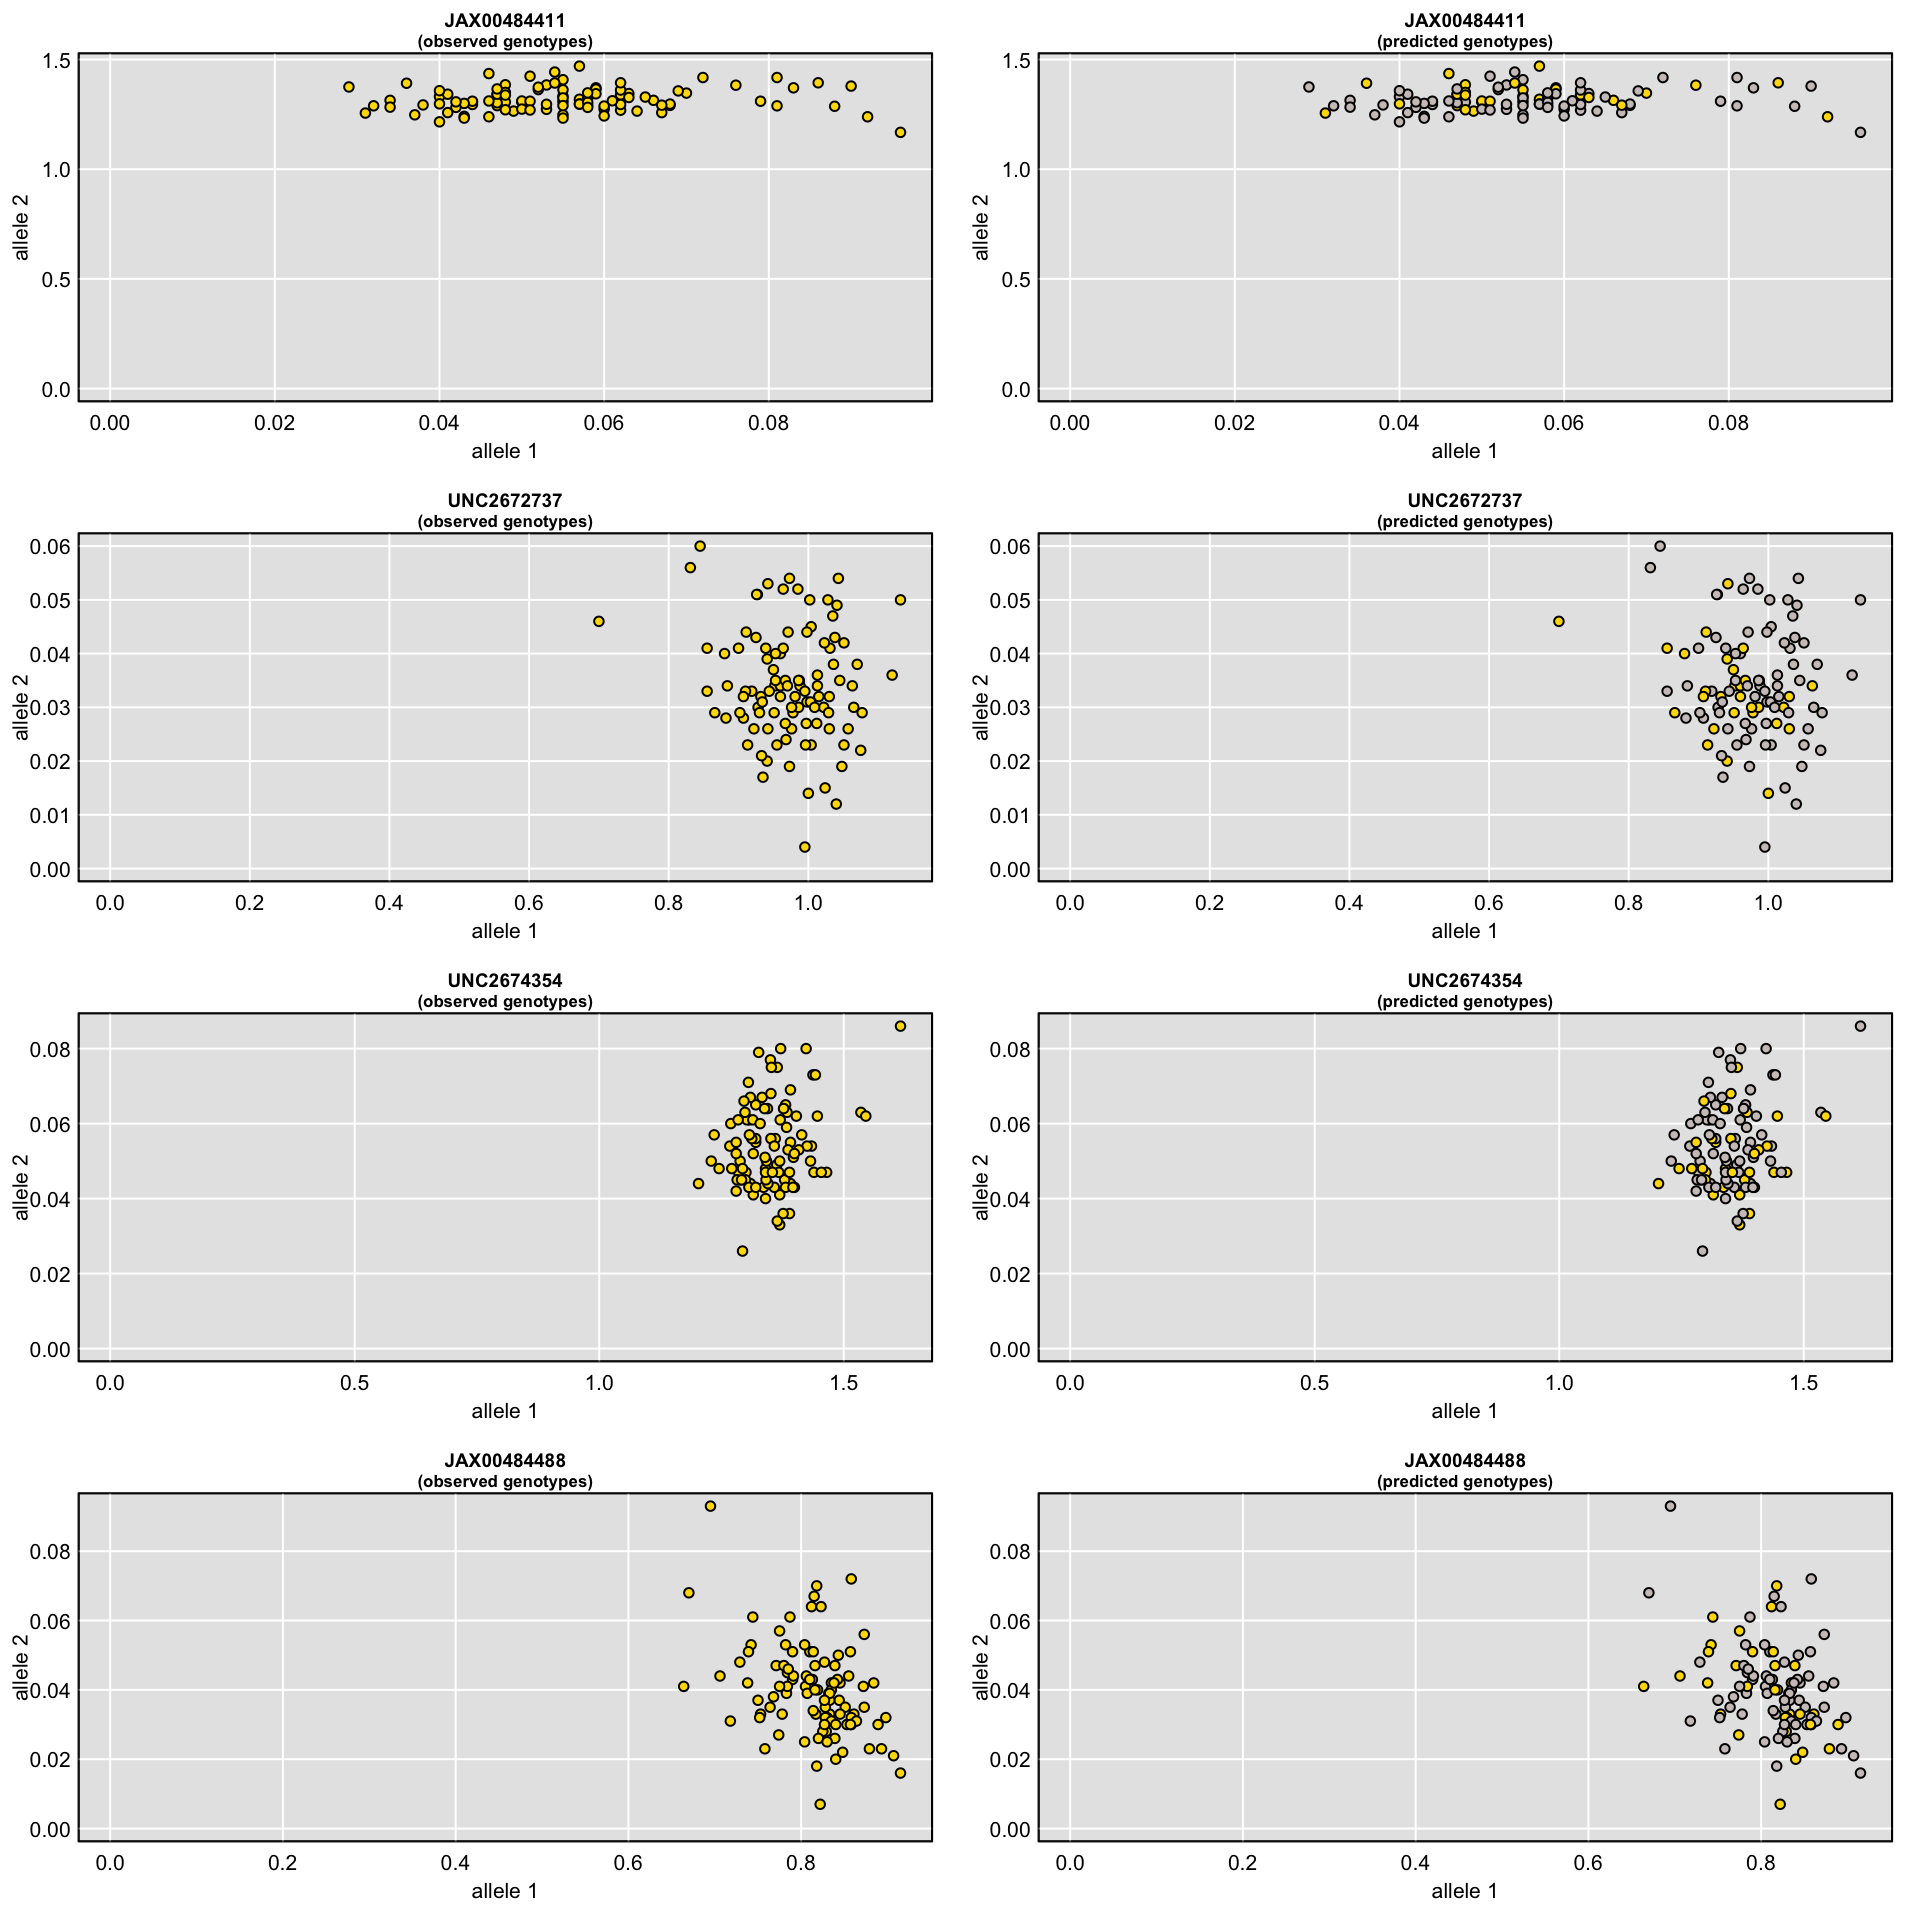 JAX00484411
(observed genotypes)
1.5
1.0
0.5
0.0
allele 2
0.00 0.02 0.04 0.06 0.08
allele 1
JAX00484411
(predicted genotypes)
1.5
1.0
0.5
0.0
allele 2
0.00 0.02 0.04 0.06 0.08
allele 1
UNC2672737
(observed genotypes)
0.06
0.05
0.04
0.03
0.02
0.01
0.00
allele 2
0.0 0.2 0.4 0.6 0.8 1.0
allele 1
UNC2672737
(predicted genotypes)
0.06
0.05
0.04
0.03
0.02
0.01
0.00
allele 2
0.0 0.2 0.4 0.6 0.8 1.0
allele 1
UNC2674354
(observed genotypes)
0.08
0.06
0.04
0.02
0.00
allele 2
0.0 0.5 1.0 1.5
allele 1
UNC2674354
(predicted genotypes)
0.08
0.06
0.04
0.02
0.00
allele 2
0.0 0.5 1.0 1.5
allele 1
JAX00484488
(observed genotypes)
0.08
0.06
0.04
0.02
0.00
allele 2
0.0 0.2 0.4 0.6 0.8
allele 1
JAX00484488
(predicted genotypes)
0.08
0.06
0.04
0.02
0.00
allele 2
0.0 0.2 0.4 0.6 0.8
allele 1